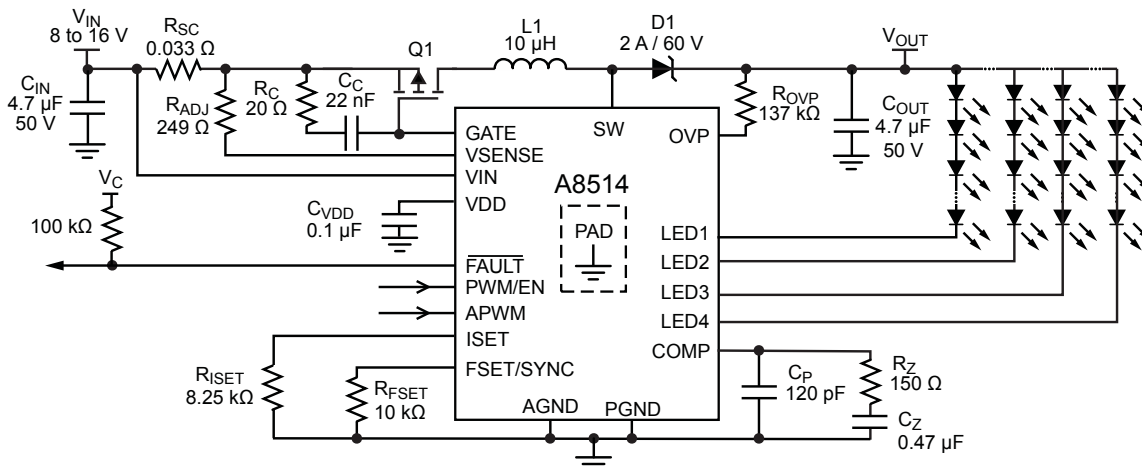 VIN
8 to 16 V
RSC
0.033 Ω
Q1
L1
10 µH
D1
2 A / 60 V
VOUT
CIN
4.7 µF
50 V
RADJ
249 Ω
RC
20 Ω
CC
22 nF
ROVP
137 kΩ
COUT
4.7 µF
50 V
GATE
VSENSE
VIN
VDD
FAULT
PWM/EN
APWM
ISET
FSET/SYNC
AGND
PGND
SW
OVP
LED1
LED2
LED3
LED4
COMP
A8514
PAD
VC
100 kΩ
CVDD
0.1 µF
RISET
8.25 kΩ
RFSET
10 kΩ
CP
120 pF
RZ
150 Ω
CZ
0.47 µF